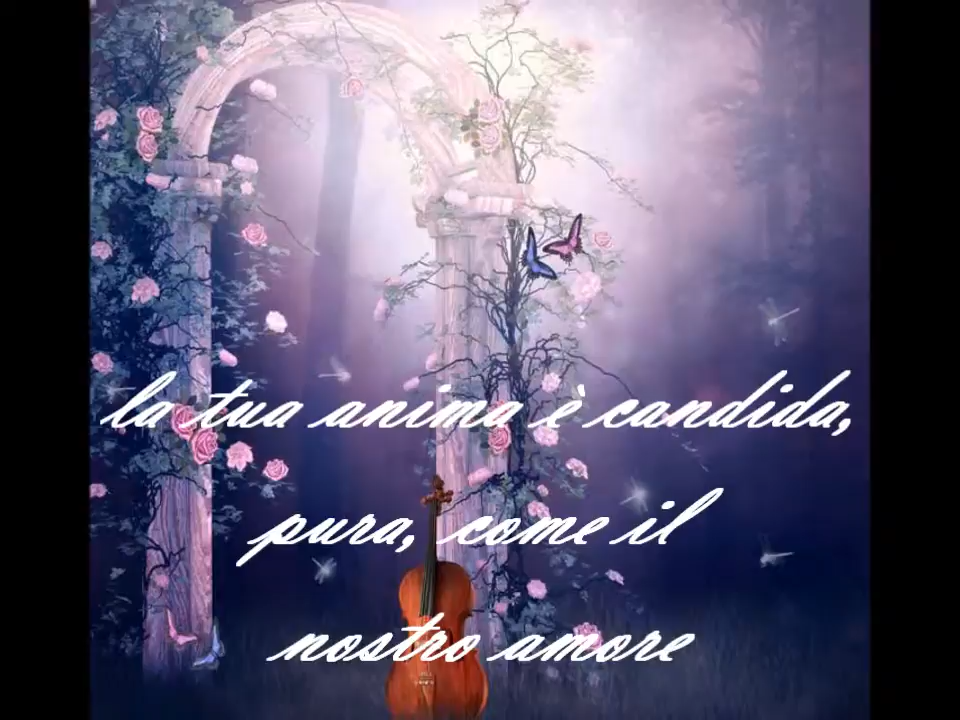 la tua anima è candida,
pura, come il
nostro amore